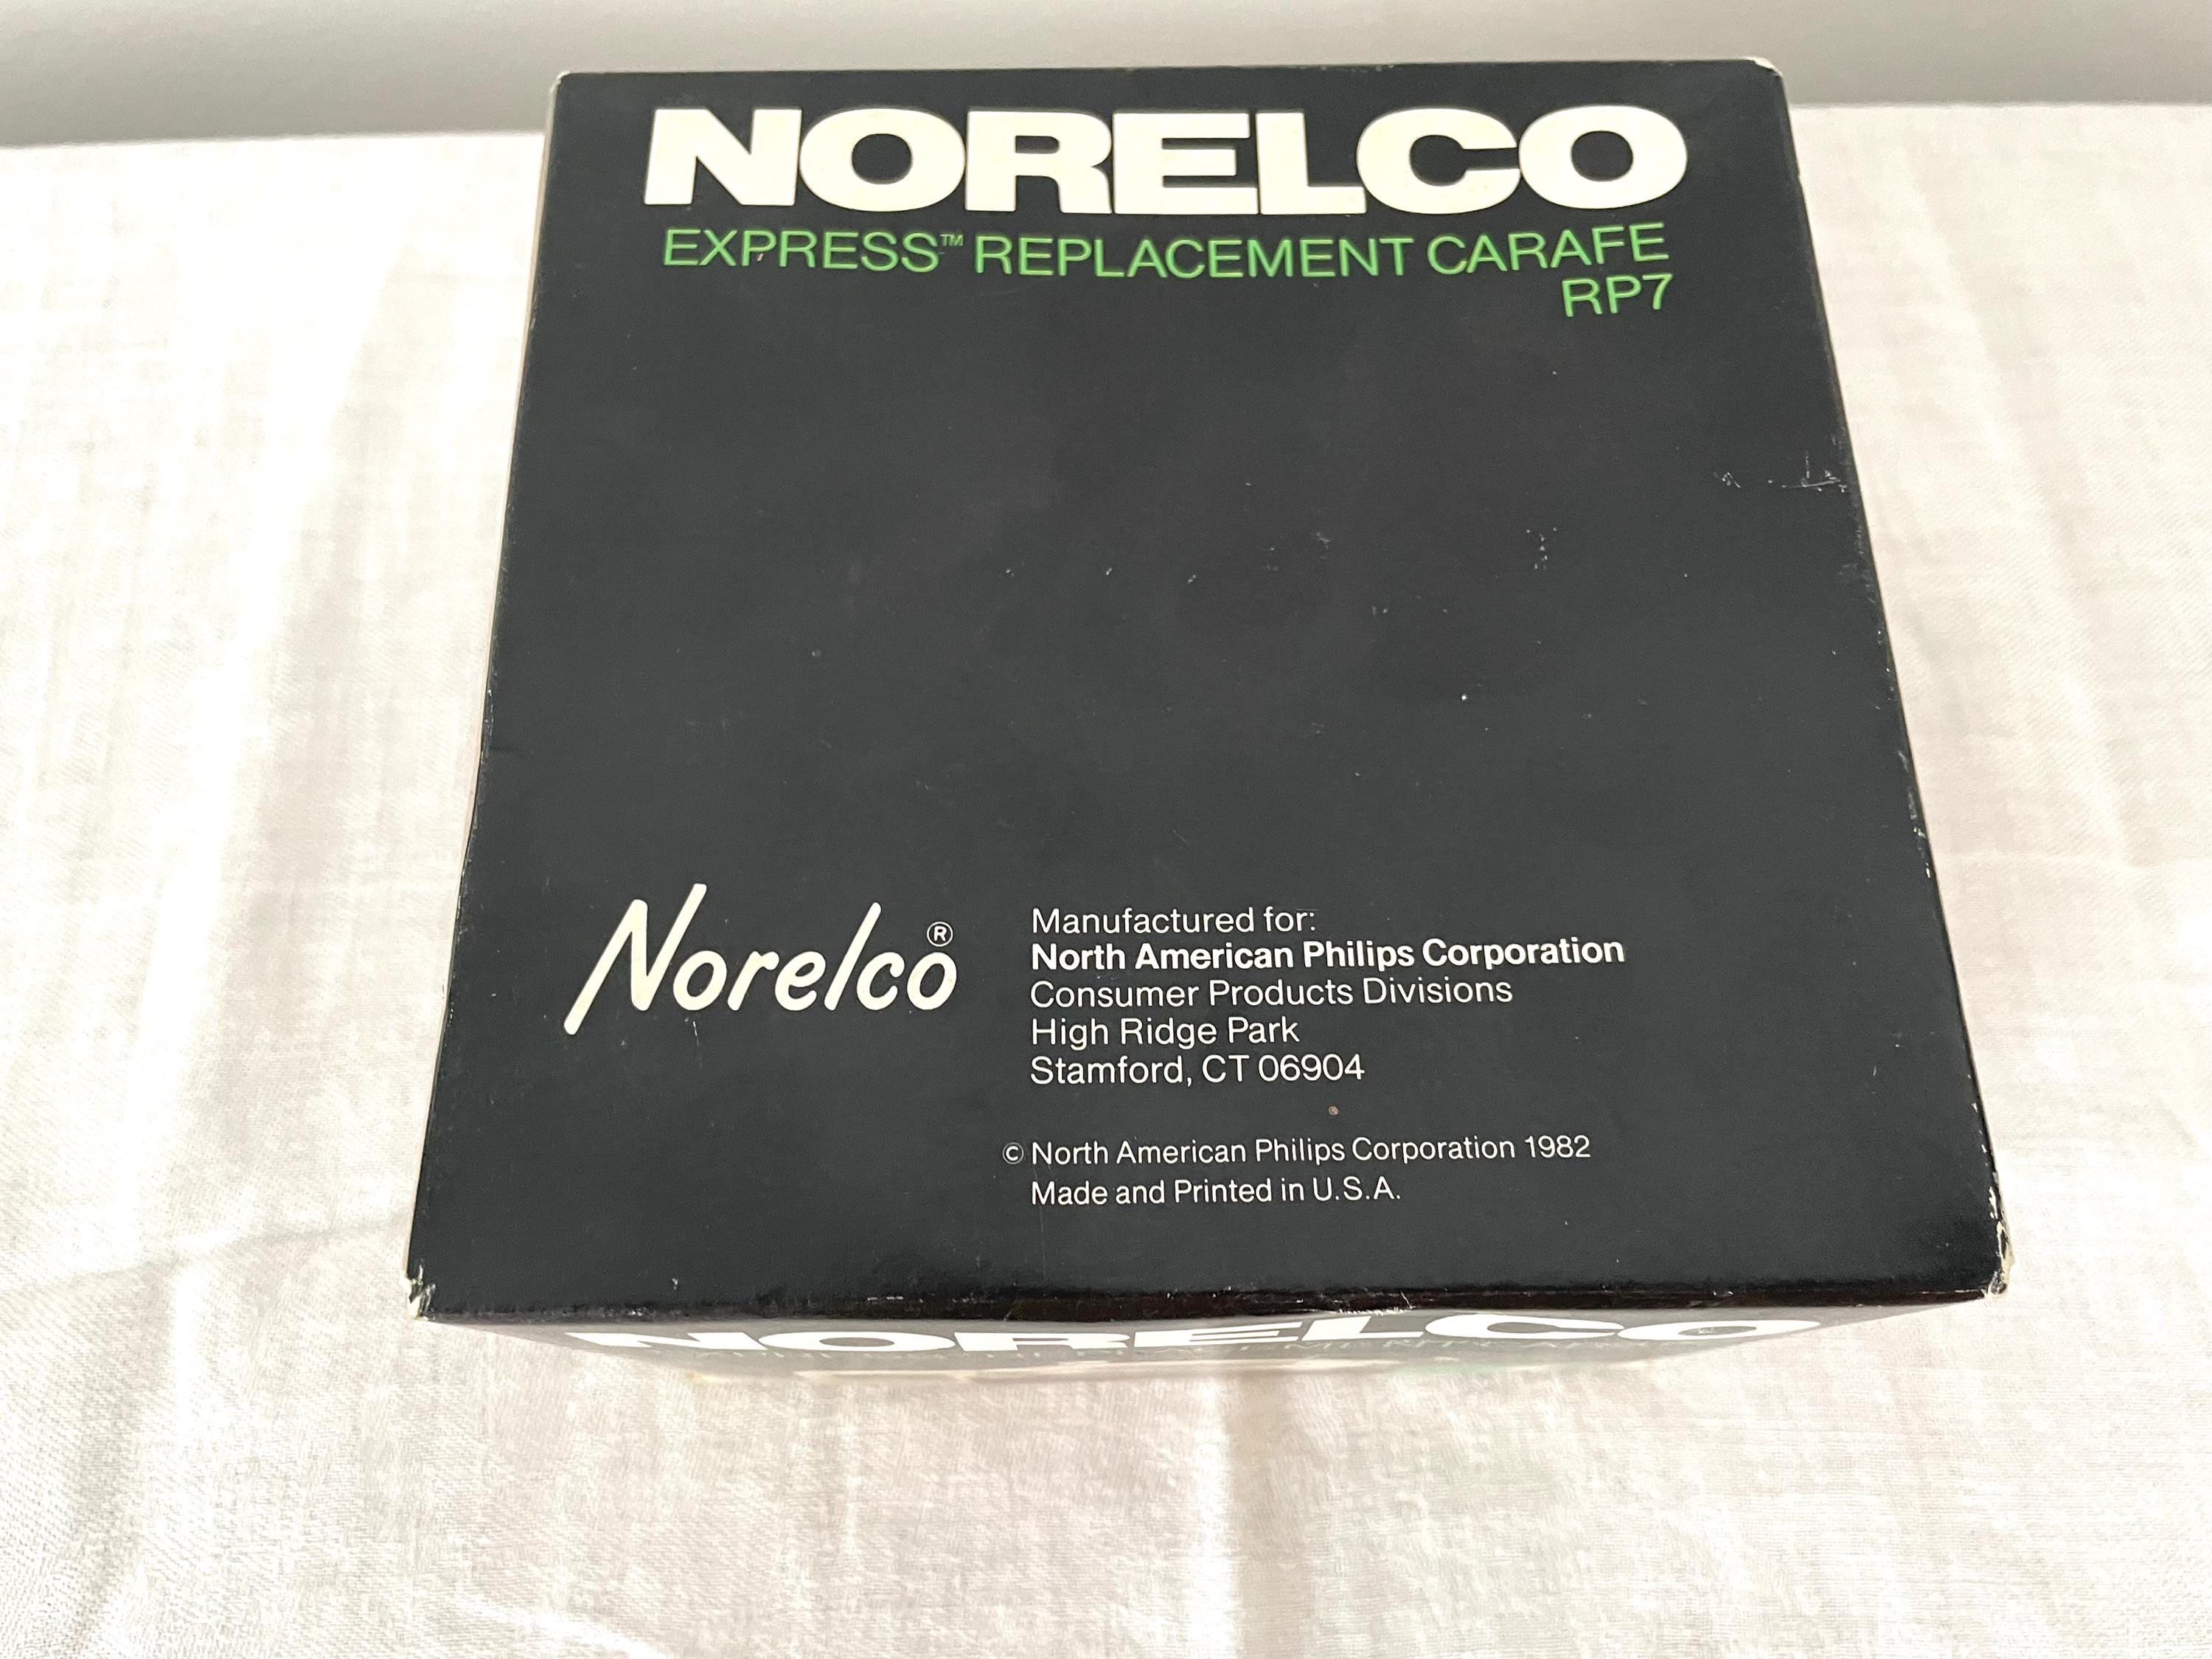 NORELCO
EXPRESS™ REPLACEMENT CARAFE
RP7
Norelco®
Manufactured for:
North American Philips Corporation
Consumer Products Divisions
High Ridge Park
Stamford, CT 06904
© North American Philips Corporation 1982
Made and Printed in U.S.A.
NORELCO